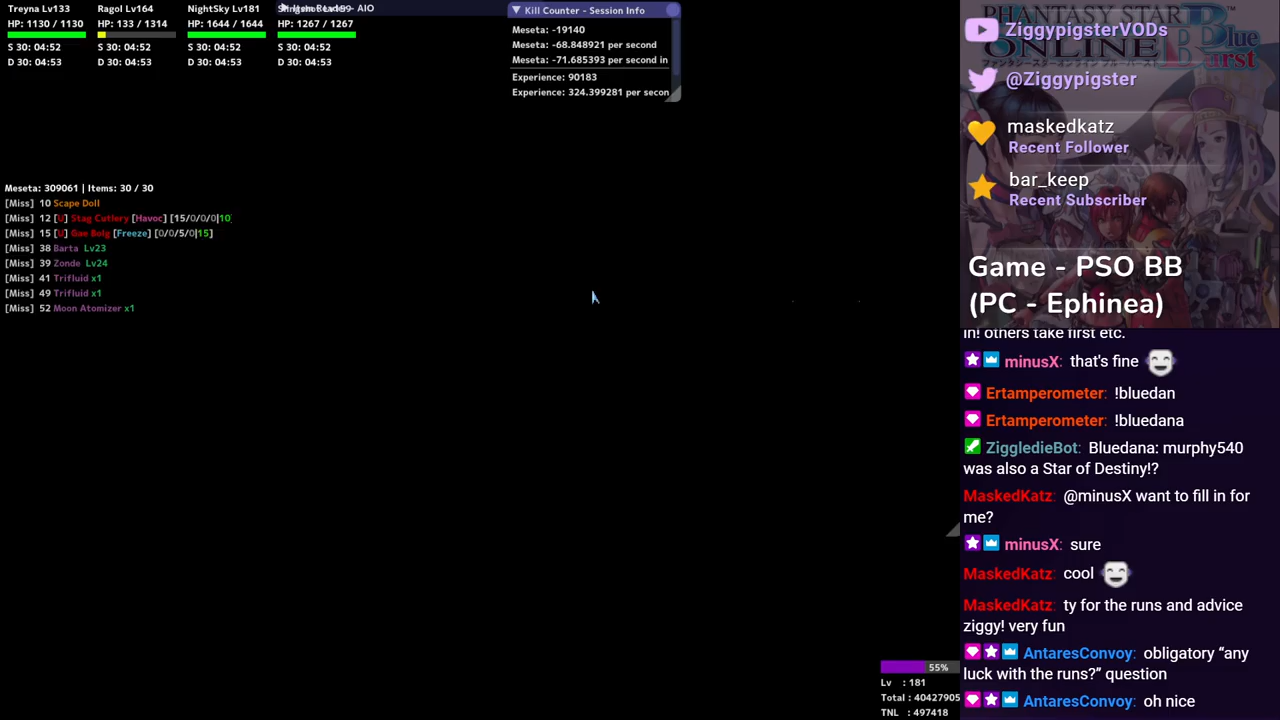 Treyna Lv133
HP: 1130 / 1130
S 30: 04:52
D 30: 04:53
Ragol Lv164
HP: 133 / 1314
S 30: 04:52
D 30: 04:53
NightSky Lv181
HP: 1644 / 1644
S 30: 04:52
D 30: 04:53
AIO
HP: 1267 / 1267
S 30: 04:52
D 30: 04:53
Kill Counter - Session Info
Meseta: -19140
Meseta: -68.848921 per second
Meseta: -71.685393 per second in
Experience: 90183
Experience: 324.399281 per secon
Meseta: 309061 | Items: 30 / 30
[Miss] 10 Scape Doll
[Miss] 12 [U] Stag Cutlery [Havoc] [15/0/0/0|10
[Miss] 15 [U] Gae Bolg [Freeze] [0/0/5/0|15]
[Miss] 38 Barta Lv23
[Miss] 39 Zonde Lv24
[Miss] 41 Trifluid x1
[Miss] 49 Trifluid x1
[Miss] 52 Moon Atomizer x1
55%
Lv : 181
Total : 40427905
TNL : 497418
PHANTASY STAR
ONLINE Blue
Burst
ZiggypigsterVODs
@Ziggypigster
maskedkatz
Recent Follower
bar_keep
Recent Subscriber
Game - PSO BB
(PC - Ephinea)
in! others take first etc.
minusX: that's fine
Ertamperometer: !bluedan
Ertamperometer: !bluedana
ZiggledieBot: Bluedana: murphy540
was also a Star of Destiny!?
MaskedKatz: @minusX want to fill in for
me?
minusX: sure
MaskedKatz: cool
MaskedKatz: ty for the runs and advice
ziggy! very fun
AntaresConvoy: obligatory “any
luck with the runs?” question
AntaresConvoy: oh nice